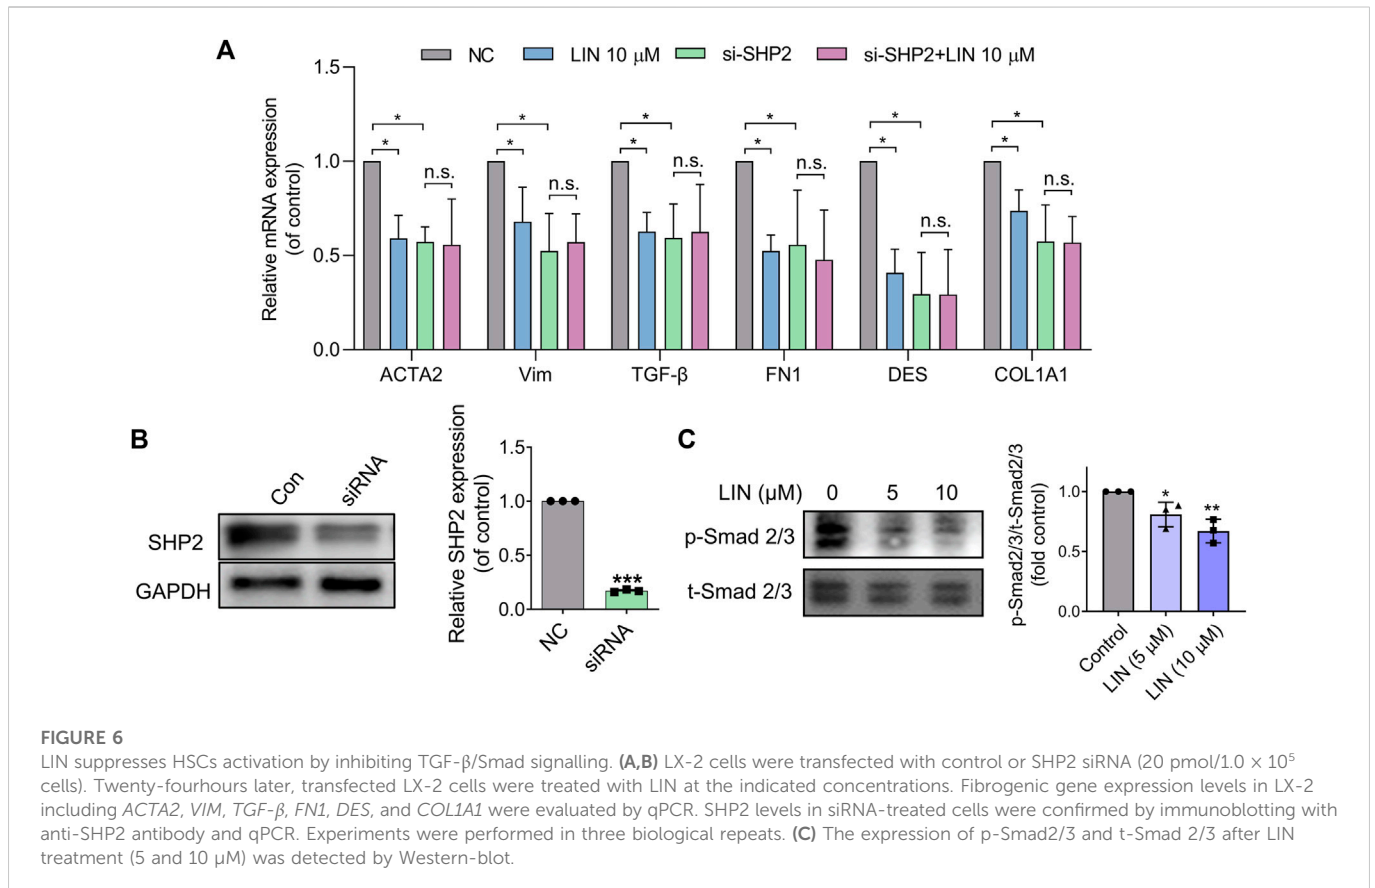 A
NC LIN 10 μM si-SHP2 si-SHP2+LIN 10 μM
Relative mRNA expression
(of control)
1.5
1.0
0.5
0.0
* * n.s.
* * n.s.
* * n.s.
* * n.s.
* * n.s.
* * n.s.
ACTA2 Vim TGF-β FN1 DES COL1A1
B
Con siRNA
SHP2
GAPDH
Relative SHP2 expression
(of control)
1.5
1.0
0.5
0.0
***
NC siRNA
C
LIN (μM) 0 5 10
p-Smad 2/3
t-Smad 2/3
p-Smad2/3/t-Smad2/3
(fold control)
1.0
0.5
0.0
* **
Control LIN (5 μM) LIN (10 μM)
FIGURE 6
LIN suppresses HSCs activation by inhibiting TGF-β/Smad signalling. (A,B) LX-2 cells were transfected with control or SHP2 siRNA (20 pmol/1.0 × 10⁵
cells). Twenty-fourhours later, transfected LX-2 cells were treated with LIN at the indicated concentrations. Fibrogenic gene expression levels in LX-2
including ACTA2, VIM, TGF-β, FN1, DES, and COL1A1 were evaluated by qPCR. SHP2 levels in siRNA-treated cells were confirmed by immunoblotting with
anti-SHP2 antibody and qPCR. Experiments were performed in three biological repeats. (C) The expression of p-Smad2/3 and t-Smad 2/3 after LIN
treatment (5 and 10 μM) was detected by Western-blot.